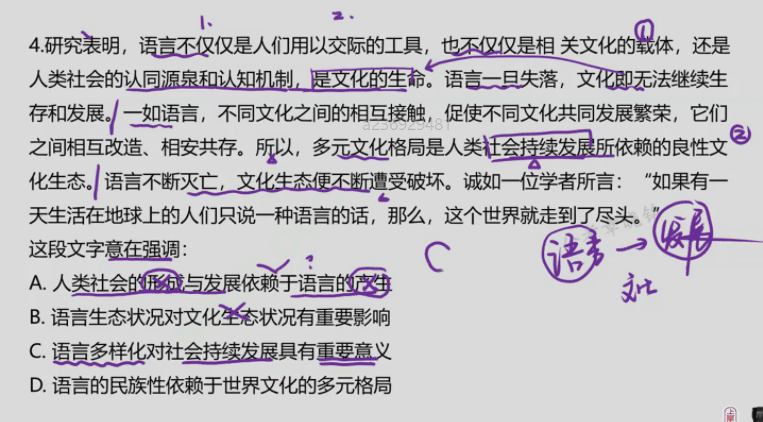 1. 2.
4.研究表明，语言不仅仅是人们用以交际的工具，也不仅仅是相 关文化的载体，还是
①
人类社会的认同源泉和认知机制，是文化的生命。语言一旦失落，文化即无法继续生
存和发展。一如语言，不同文化之间的相互接触，促使不同文化共同发展繁荣，它们
a236929481
之间相互改造、相安共存。所以，多元文化格局是人类社会持续发展所依赖的良性文
②
化生态。语言不断灭亡，文化生态便不断遭受破坏。诚如一位学者所言：“如果有一
天生活在地球上的人们只说一种语言的话，那么，这个世界就走到了尽头。”
这段文字意在强调：
C
语言 → 发展
文化
A. 人类社会的形成与发展依赖于语言的产生
?
B. 语言生态状况对文化生态状况有重要影响
C. 语言多样化对社会持续发展具有重要意义
D. 语言的民族性依赖于世界文化的多元格局